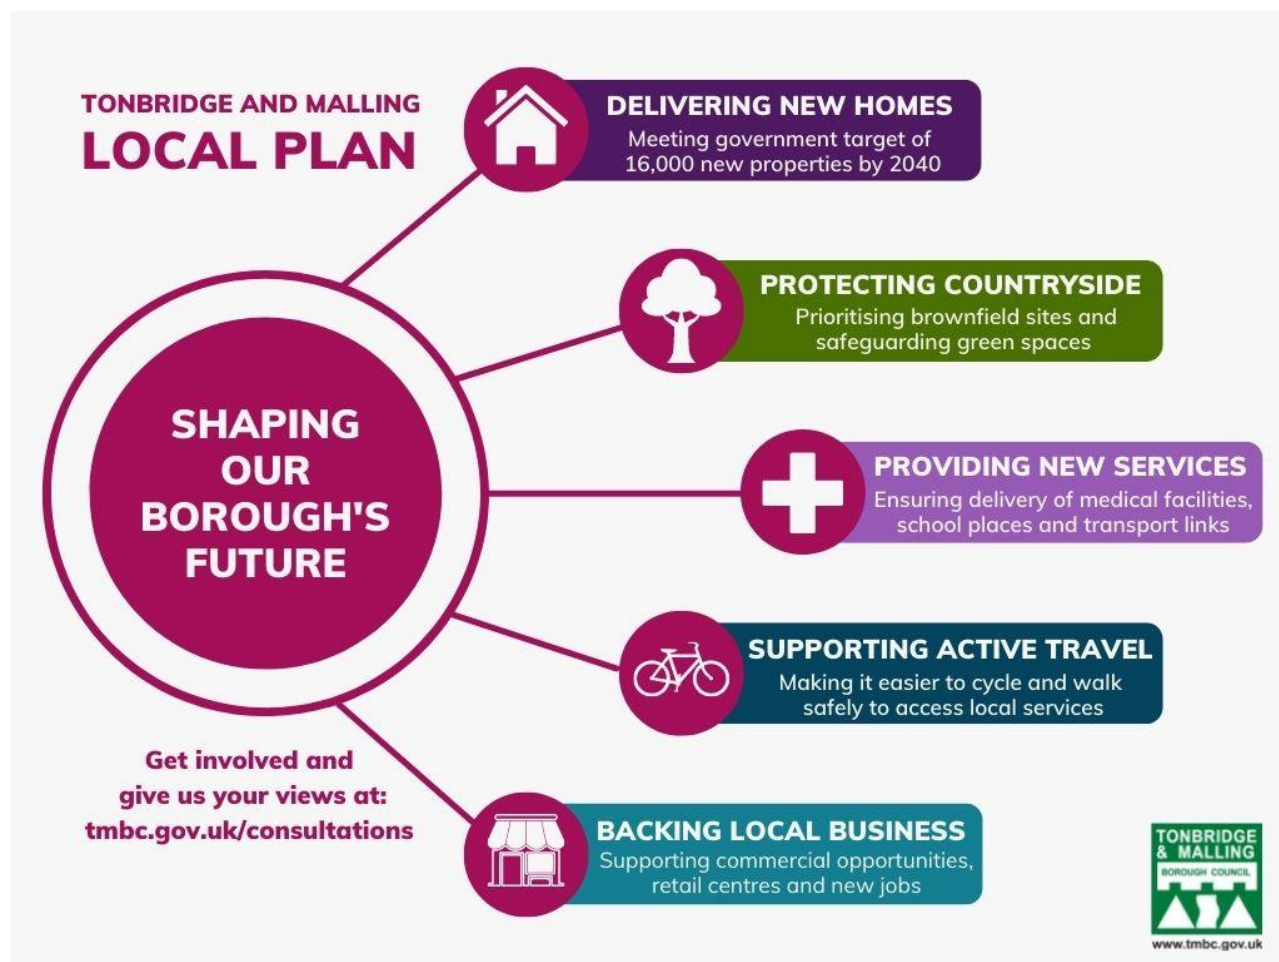 TONBRIDGE AND MALLING
LOCAL PLAN
DELIVERING NEW HOMES
Meeting government target of
16,000 new properties by 2040
PROTECTING COUNTRYSIDE
Prioritising brownfield sites and
safeguarding green spaces
SHAPING
OUR
BOROUGH'S
FUTURE
PROVIDING NEW SERVICES
Ensuring delivery of medical facilities,
school places and transport links
SUPPORTING ACTIVE TRAVEL
Making it easier to cycle and walk
safely to access local services
Get involved and
give us your views at:
tmbc.gov.uk/consultations
BACKING LOCAL BUSINESS
Supporting commercial opportunities,
retail centres and new jobs
TONBRIDGE
& MALLING
BOROUGH COUNCIL
www.tmbc.gov.uk